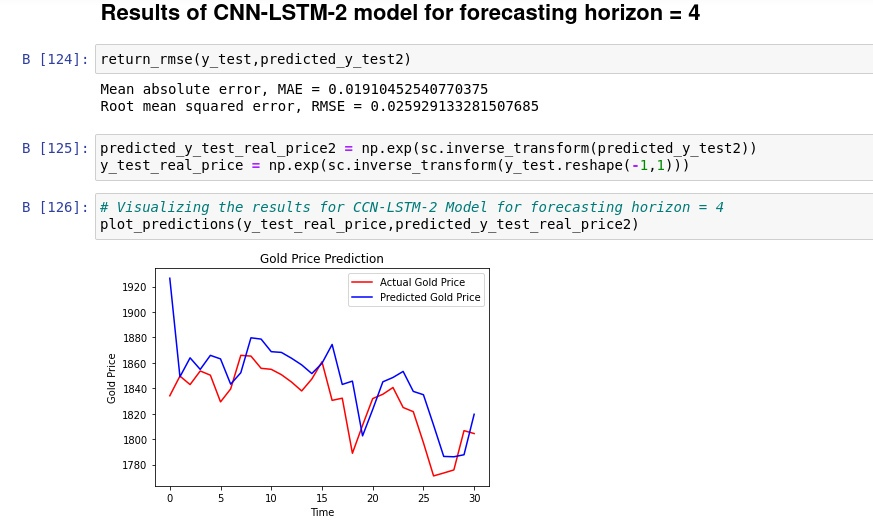 Results of CNN-LSTM-2 model for forecasting horizon = 4
B [124]: return_rmse(y_test,predicted_y_test2)
Mean absolute error, MAE = 0.01910452540770375
Root mean squared error, RMSE = 0.025929133281507685
B [125]: predicted_y_test_real_price2 = np.exp(sc.inverse_transform(predicted_y_test2))
y_test_real_price = np.exp(sc.inverse_transform(y_test.reshape(-1,1)))
B [126]: # Visualizing the results for CCN-LSTM-2 Model for forecasting horizon = 4
plot_predictions(y_test_real_price,predicted_y_test_real_price2)
Gold Price Prediction
Actual Gold Price
Predicted Gold Price
Gold Price
1920
1900
1880
1860
1840
1820
1800
1780
0 5 10 15 20 25 30
Time